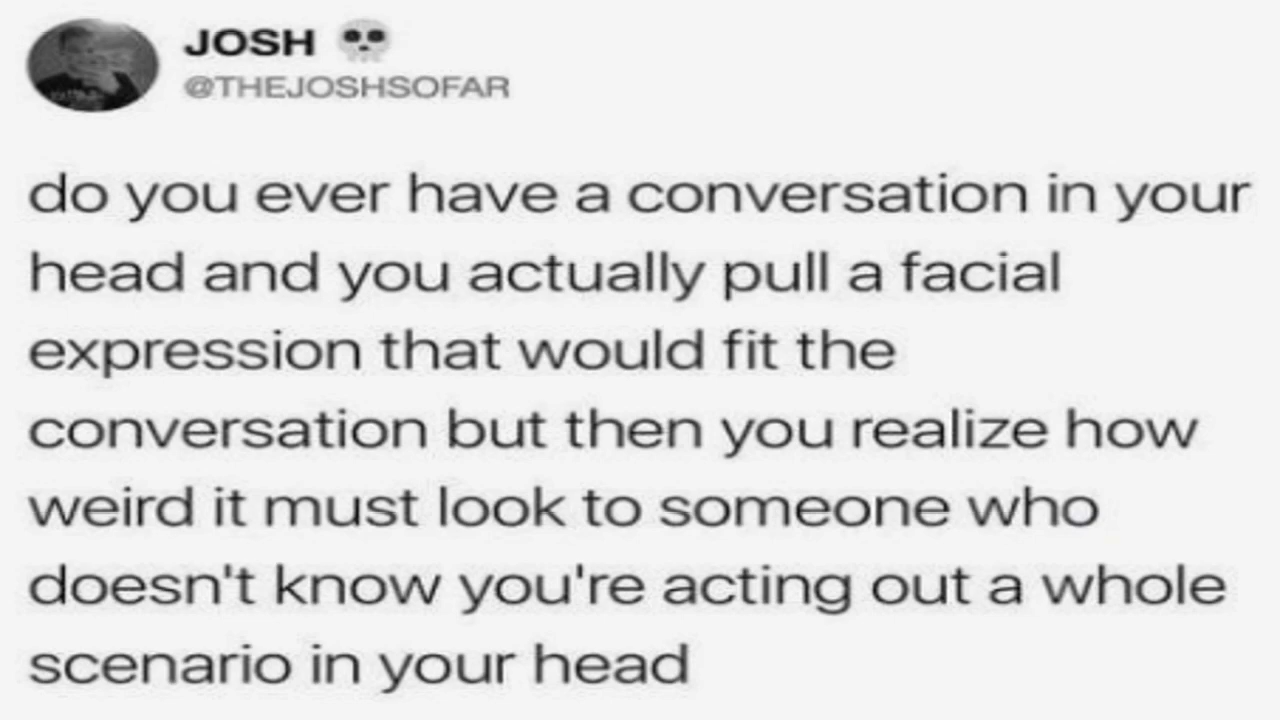 JOSH 💀
@THEJOSHSOFAR
do you ever have a conversation in your
head and you actually pull a facial
expression that would fit the
conversation but then you realize how
weird it must look to someone who
doesn't know you're acting out a whole
scenario in your head